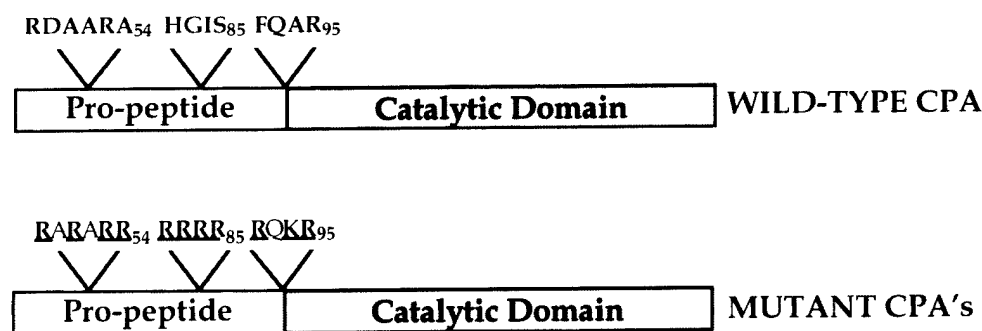 RDAARA54 HGIS85 FQAR95
Pro-peptide Catalytic Domain WILD-TYPE CPA
RARARR54 RRRR85 RQKR95
Pro-peptide Catalytic Domain MUTANT CPA's